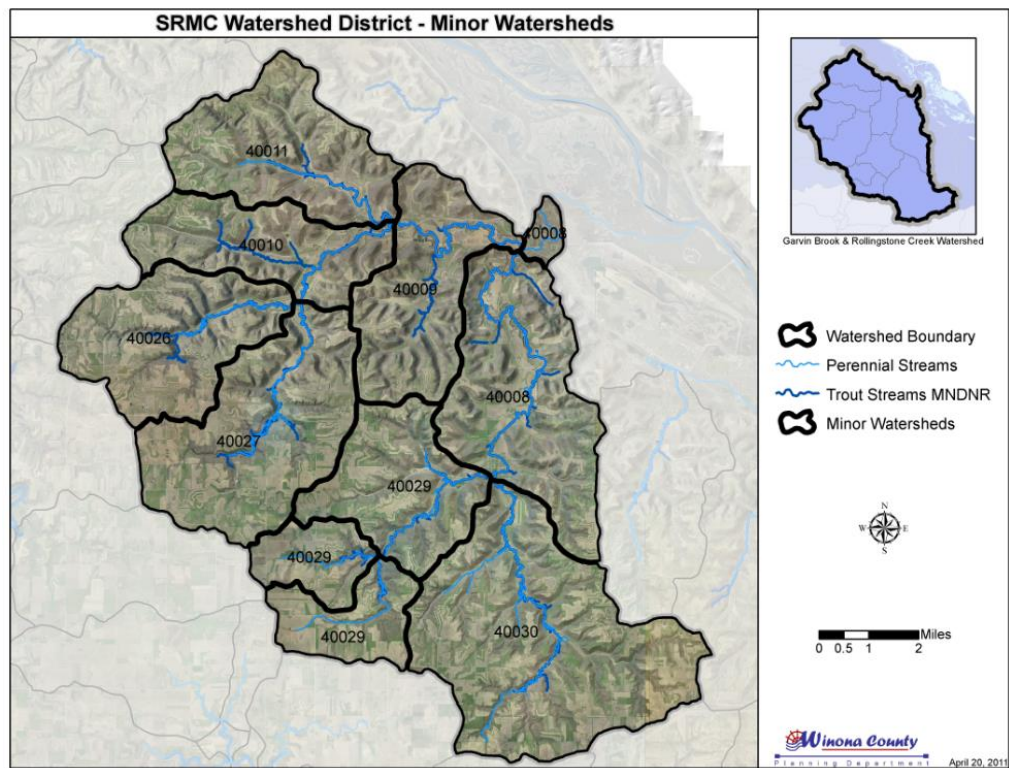 SRMC Watershed District - Minor Watersheds
40011
40008
40010
40009
40026
40008
40027
40029
40029
40029
40030
Garvin Brook & Rollingstone Creek Watershed
Watershed Boundary
Perennial Streams
Trout Streams MNDNR
Minor Watersheds
N
W E
S
Miles
0 0.5 1 2
Winona County
Planning Department
April 20, 2011